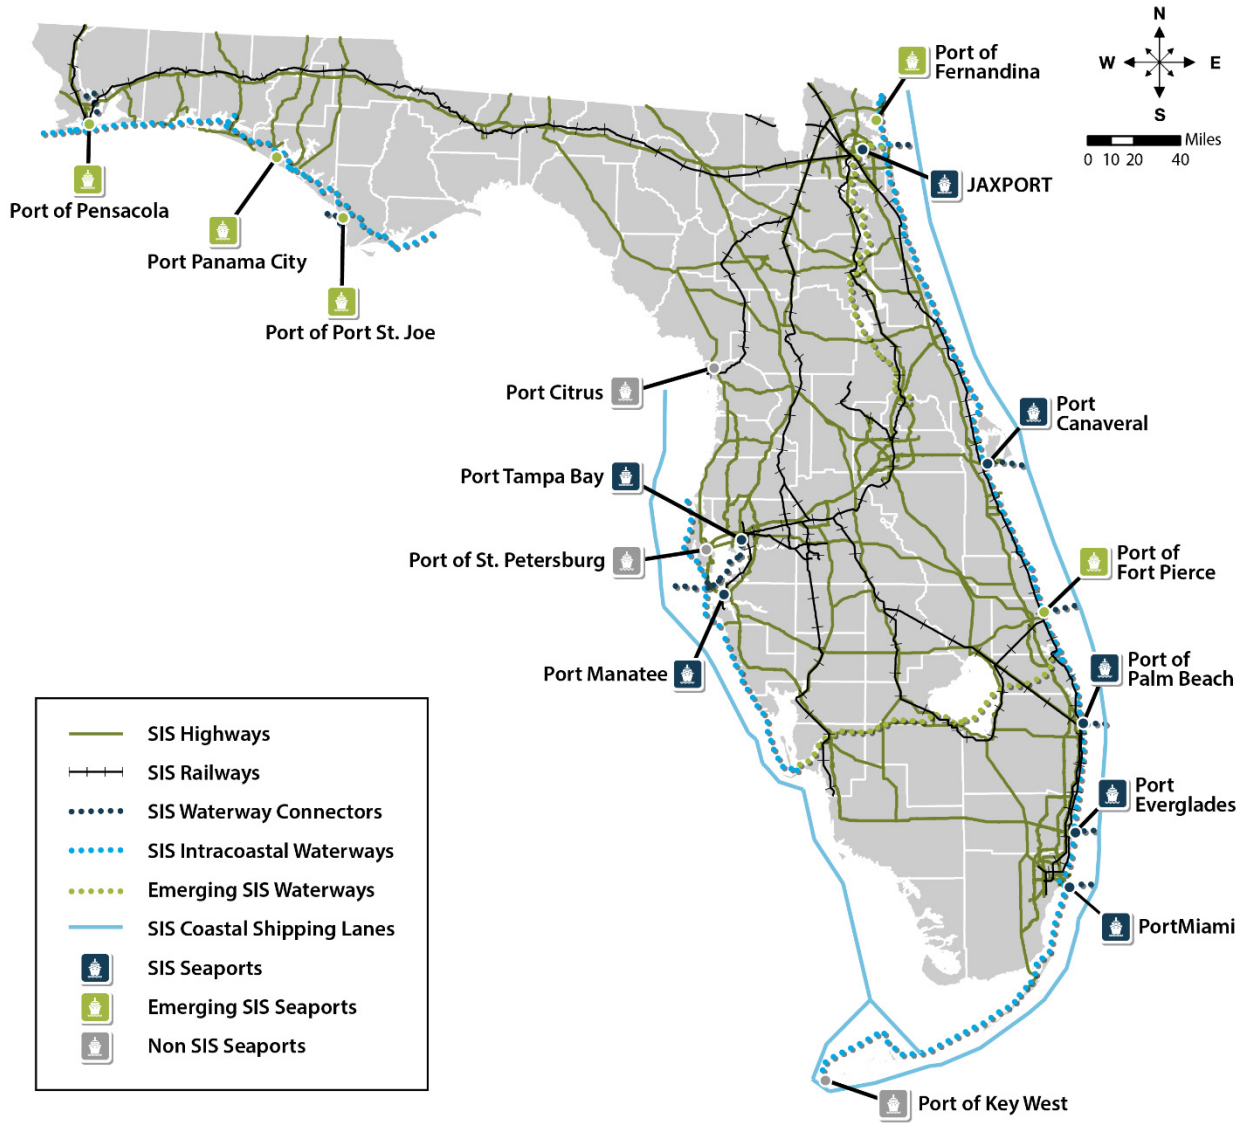 N
W E
S
Miles
0 10 20 40
Port of
Fernandina
JAXPORT
Port of Pensacola
Port Panama City
Port of Port St. Joe
Port Citrus
Port
Canaveral
Port Tampa Bay
Port of St. Petersburg
Port of
Fort Pierce
Port Manatee
Port of
Palm Beach
Port
Everglades
PortMiami
Port of Key West
SIS Highways
SIS Railways
SIS Waterway Connectors
SIS Intracoastal Waterways
Emerging SIS Waterways
SIS Coastal Shipping Lanes
SIS Seaports
Emerging SIS Seaports
Non SIS Seaports